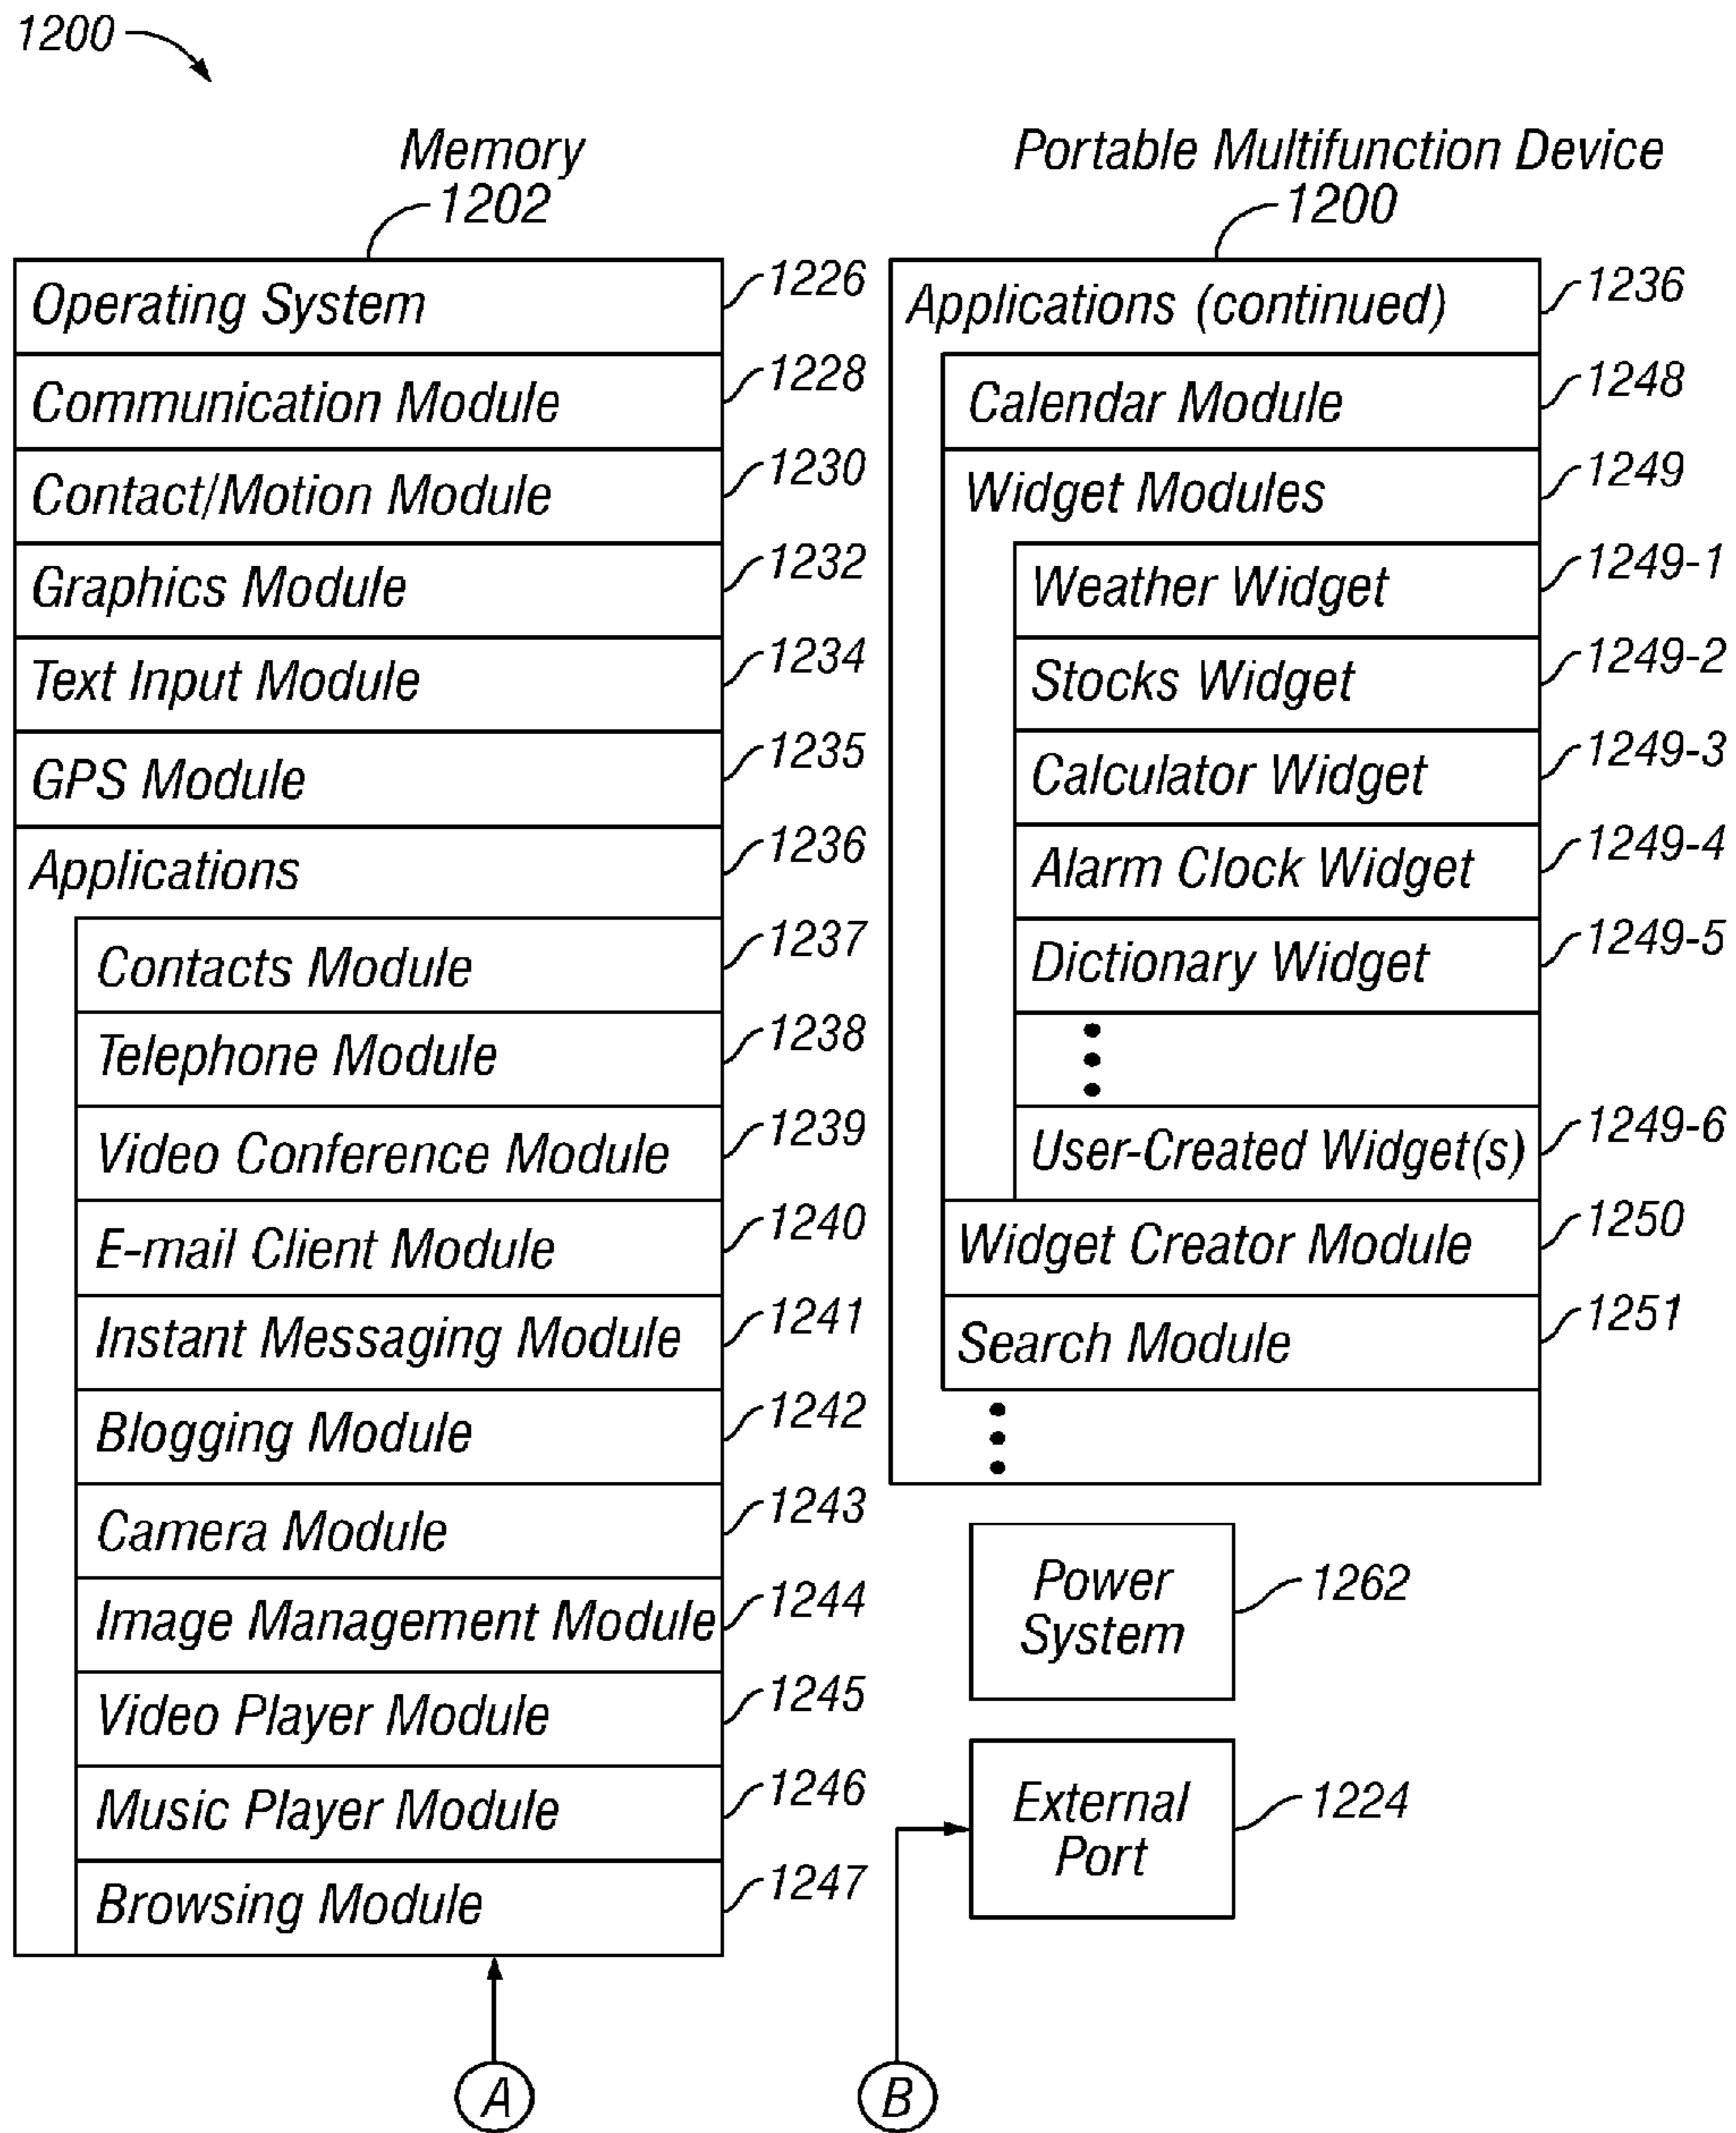 1200
Memory
1202
Operating System 1226
Communication Module 1228
Contact/Motion Module 1230
Graphics Module 1232
Text Input Module 1234
GPS Module 1235
Applications 1236
Contacts Module 1237
Telephone Module 1238
Video Conference Module 1239
E-mail Client Module 1240
Instant Messaging Module 1241
Blogging Module 1242
Camera Module 1243
Image Management Module 1244
Video Player Module 1245
Music Player Module 1246
Browsing Module 1247
A
Portable Multifunction Device
1200
Applications (continued) 1236
Calendar Module 1248
Widget Modules 1249
Weather Widget 1249-1
Stocks Widget 1249-2
Calculator Widget 1249-3
Alarm Clock Widget 1249-4
Dictionary Widget 1249-5
User-Created Widget(s) 1249-6
Widget Creator Module 1250
Search Module 1251
Power
System
1262
External
Port
1224
B